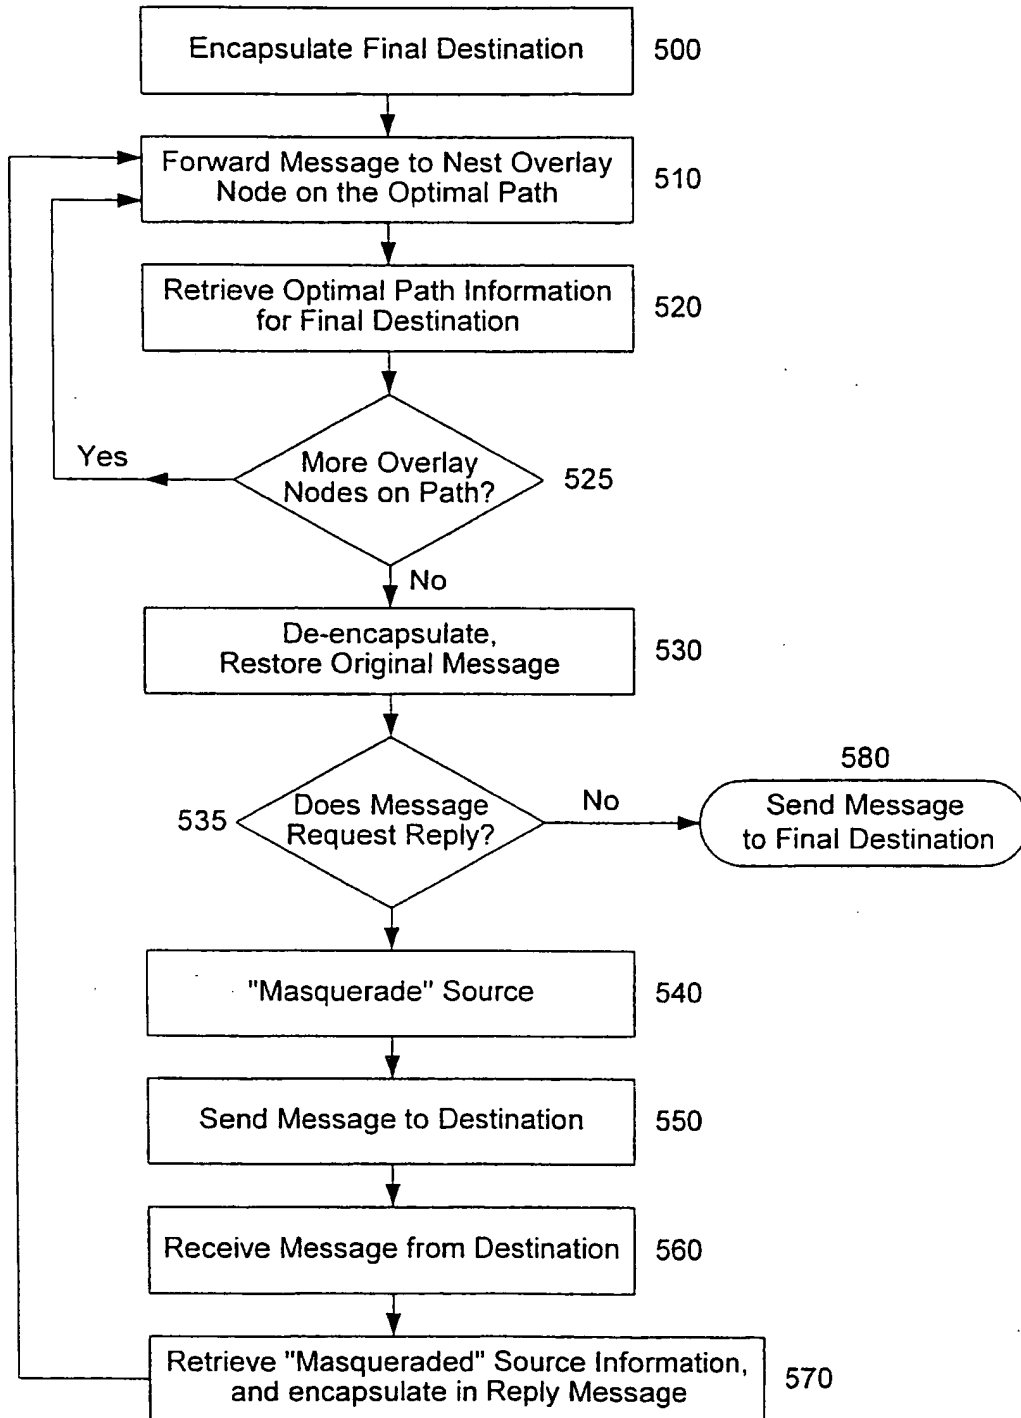 Encapsulate Final Destination
500
Forward Message to Nest Overlay
Node on the Optimal Path
510
Retrieve Optimal Path Information
for Final Destination
520
Yes
More Overlay
Nodes on Path?
525
No
De-encapsulate,
Restore Original Message
530
535
Does Message
Request Reply?
No
580
Send Message
to Final Destination
"Masquerade" Source
540
Send Message to Destination
550
Receive Message from Destination
560
Retrieve "Masqueraded" Source Information,
and encapsulate in Reply Message
570